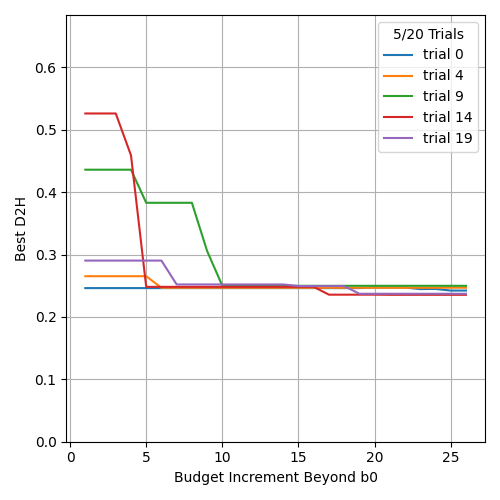 5/20 Trials
trial 0
trial 4
trial 9
trial 14
trial 19
Best D2H
0.6
0.5
0.4
0.3
0.2
0.1
0.0
0 5 10 15 20 25
Budget Increment Beyond b0